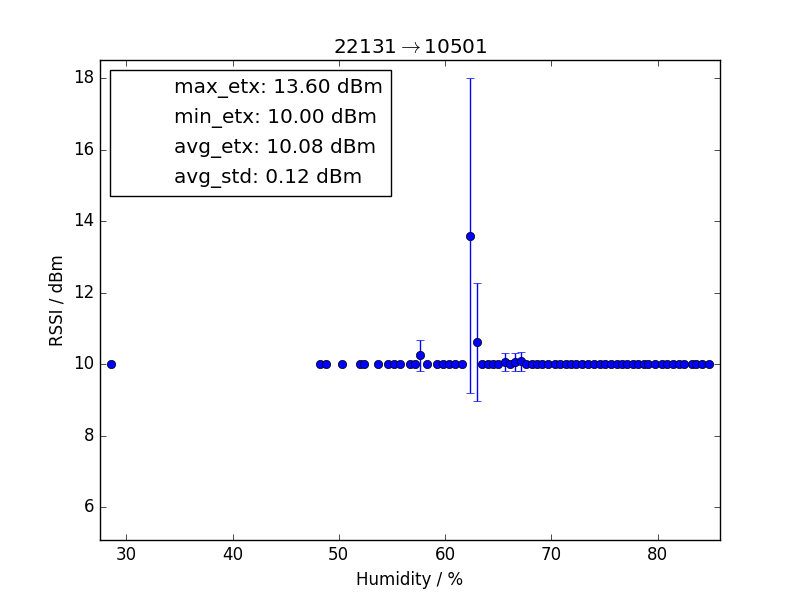 22131→10501
max_etx: 13.60 dBm
min_etx: 10.00 dBm
avg_etx: 10.08 dBm
avg_std: 0.12 dBm
18
16
14
12
10
8
6
RSSI / dBm
30 40 50 60 70 80
Humidity / %